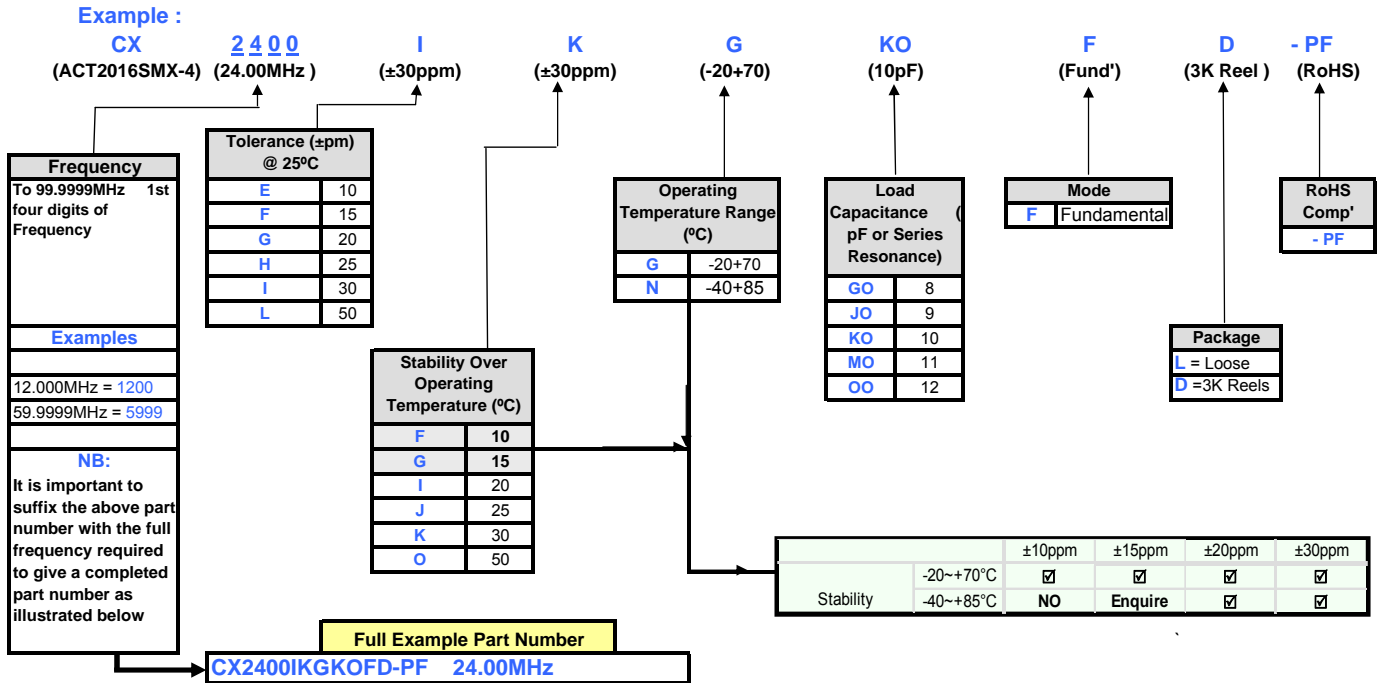 Example :
CX 2400 I K G KO F D - PF
(ACT2016SMX-4) (24.00MHz ) (±30ppm) (±30ppm) (-20+70) (10pF) (Fund') (3K Reel ) (RoHS)
Frequency
To 99.9999MHz 1st
four digits of
Frequency
Examples
12.000MHz = 1200
59.9999MHz = 5999
NB:
It is important to
suffix the above part
number with the full
frequency required
to give a completed
part number as
illustrated below
Tolerance (±pm)
@ 25ºC
E 10
F 15
G 20
H 25
I 30
L 50
Stability Over
Operating
Temperature (ºC)
F 10
G 15
I 20
J 25
K 30
O 50
Operating
Temperature Range
(ºC)
G -20+70
N -40+85
Load
Capacitance (
pF or Series
Resonance)
GO 8
JO 9
KO 10
MO 11
OO 12
Mode
F Fundamental
Package
L = Loose
D =3K Reels
RoHS
Comp'
- PF
±10ppm ±15ppm ±20ppm ±30ppm
Stability
-20~+70°C ☑ ☑ ☑ ☑
-40~+85°C NO Enquire ☑ ☑
`
Full Example Part Number
CX2400IKGKOFD-PF 24.00MHz